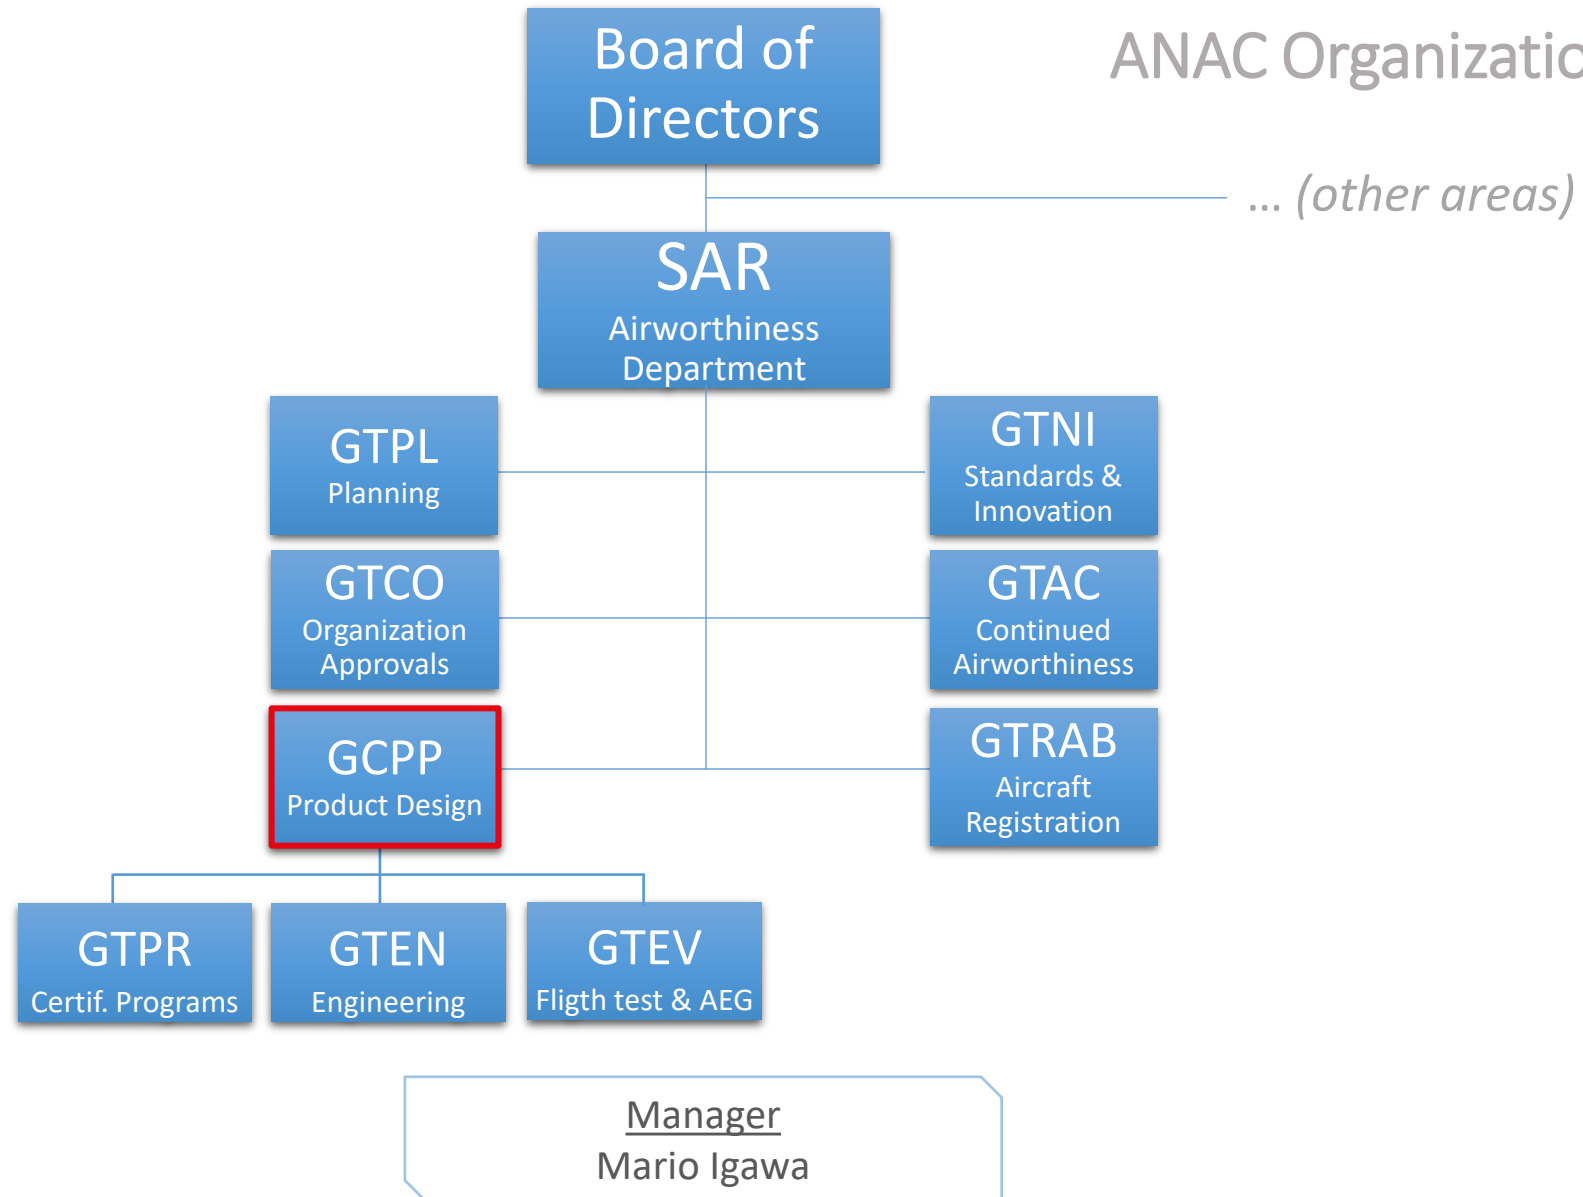 Board of
Directors
ANAC Organizatio
... (other areas)
SAR
Airworthiness
Department
GTPL
Planning
GTNI
Standards &
Innovation
GTCO
Organization
Approvals
GTAC
Continued
Airworthiness
GCPP
Product Design
GTRAB
Aircraft
Registration
GTPR
Certif. Programs
GTEN
Engineering
GTEV
Fligth test & AEG
Manager
Mario Igawa